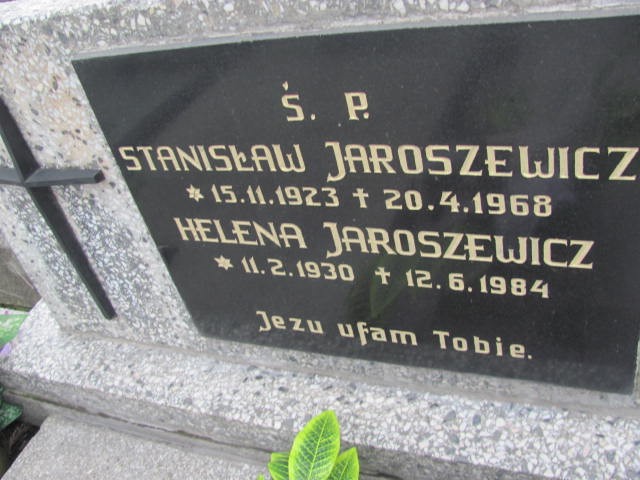 Ś. P.
STANISŁAW JAROSZEWICZ
* 15.11.1923 † 20.4.1968
HELENA JAROSZEWICZ
* 11.2.1930 † 12.6.1984
Jezu ufam Tobie.